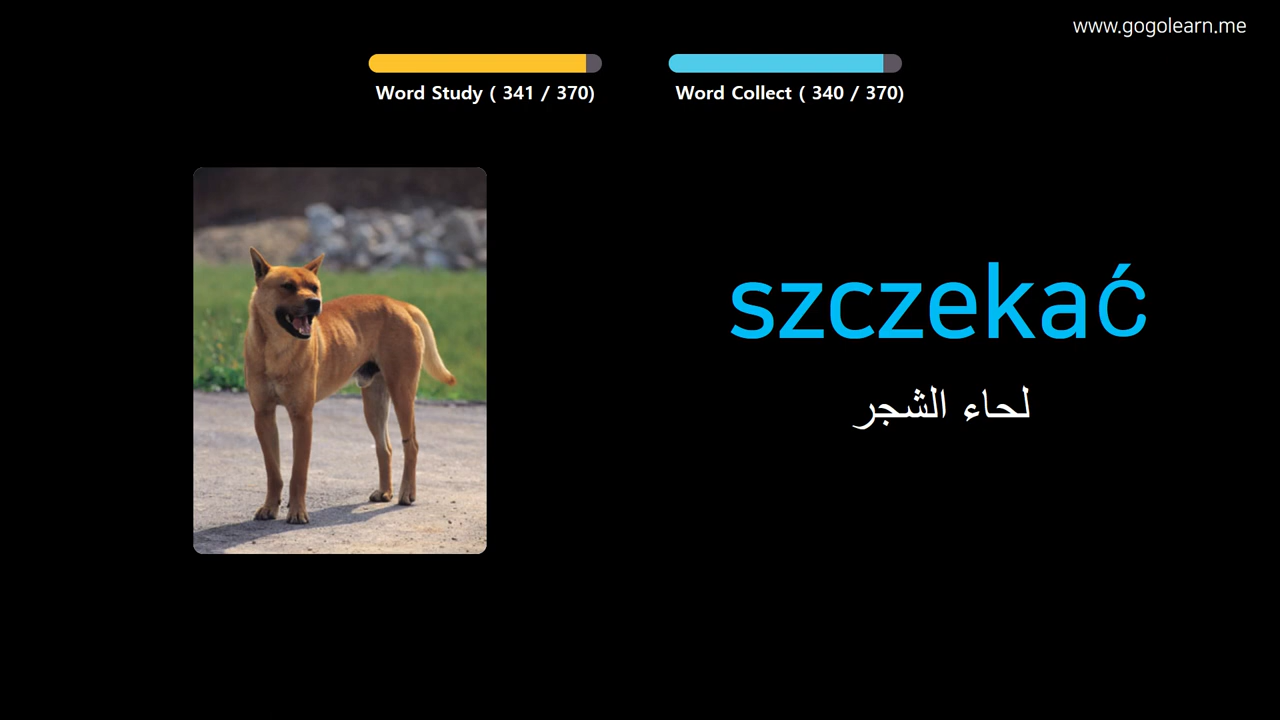 www.gogolearn.me
Word Study ( 341 / 370)
Word Collect ( 340 / 370)
szczekać
لحاء الشجر